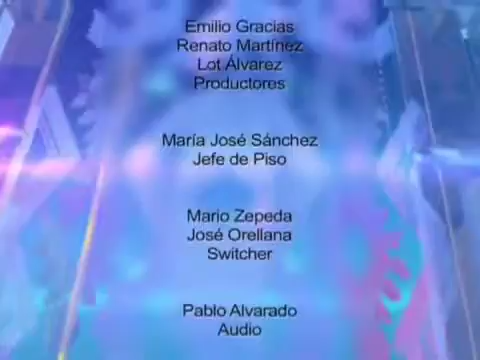 Emilio Gracias
Renato Martínez
Lot Álvarez
Productores
María José Sánchez
Jefe de Piso
Mario Zepeda
José Orellana
Switcher
Pablo Alvarado
Audio